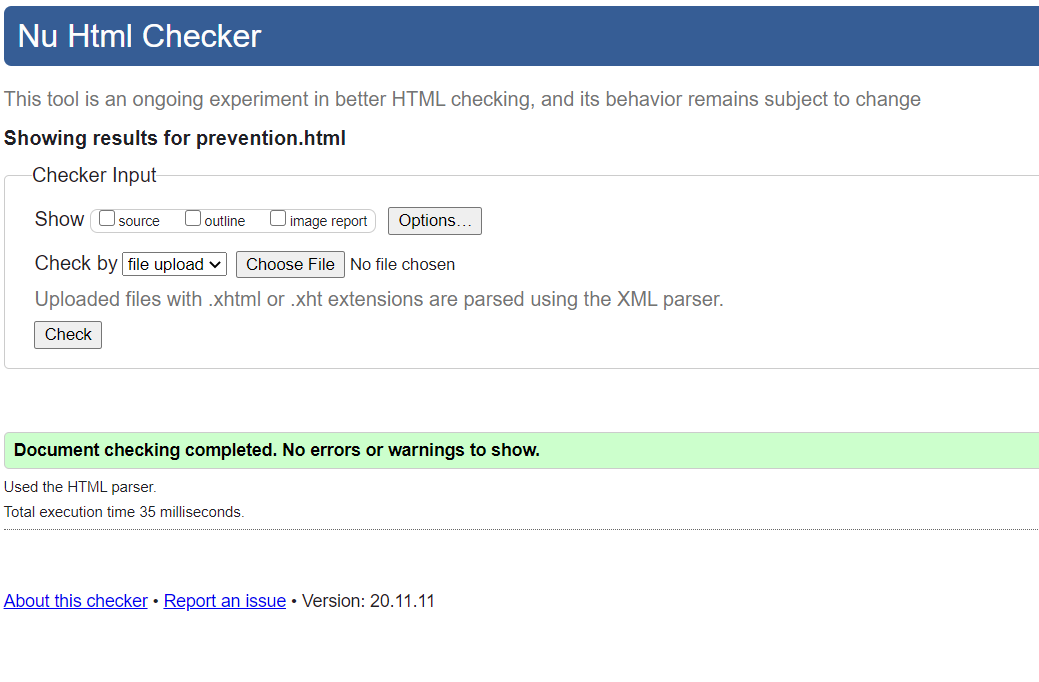 Nu Html Checker
This tool is an ongoing experiment in better HTML checking, and its behavior remains subject to change
Showing results for prevention.html
Checker Input
Show source outline image report Options…
Check by file upload Choose File No file chosen
Uploaded files with .xhtml or .xht extensions are parsed using the XML parser.
Check
Document checking completed. No errors or warnings to show.
Used the HTML parser.
Total execution time 35 milliseconds.
About this checker • Report an issue • Version: 20.11.11